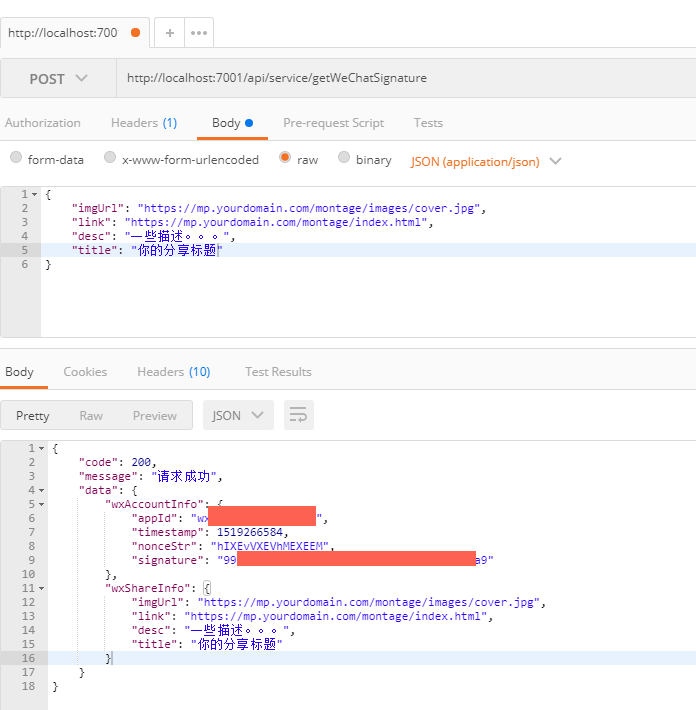 http://localhost:700
+ •••
POST http://localhost:7001/api/service/getWeChatSignature
Authorization Headers (1) Body Pre-request Script Tests
form-data x-www-form-urlencoded raw binary JSON (application/json)
1 {
2 "imgUrl": "https://mp.yourdomain.com/montage/images/cover.jpg",
3 "link": "https://mp.yourdomain.com/montage/index.html",
4 "desc": "一些描述。。。",
5 "title": "你的分享标题"
6 }
Body Cookies Headers (10) Test Results
Pretty Raw Preview JSON
1 {
2 "code": 200,
3 "message": "请求成功",
4 "data": {
5 "wxAccountInfo": {
6 "appId": "wx ",
7 "timestamp": 1519266584,
8 "nonceStr": "hIXEvVXEVhMEXEEM",
9 "signature": "99 a9"
10 },
11 "wxShareInfo": {
12 "imgUrl": "https://mp.yourdomain.com/montage/images/cover.jpg",
13 "link": "https://mp.yourdomain.com/montage/index.html",
14 "desc": "一些描述。。。",
15 "title": "你的分享标题"
16 }
17 }
18 }